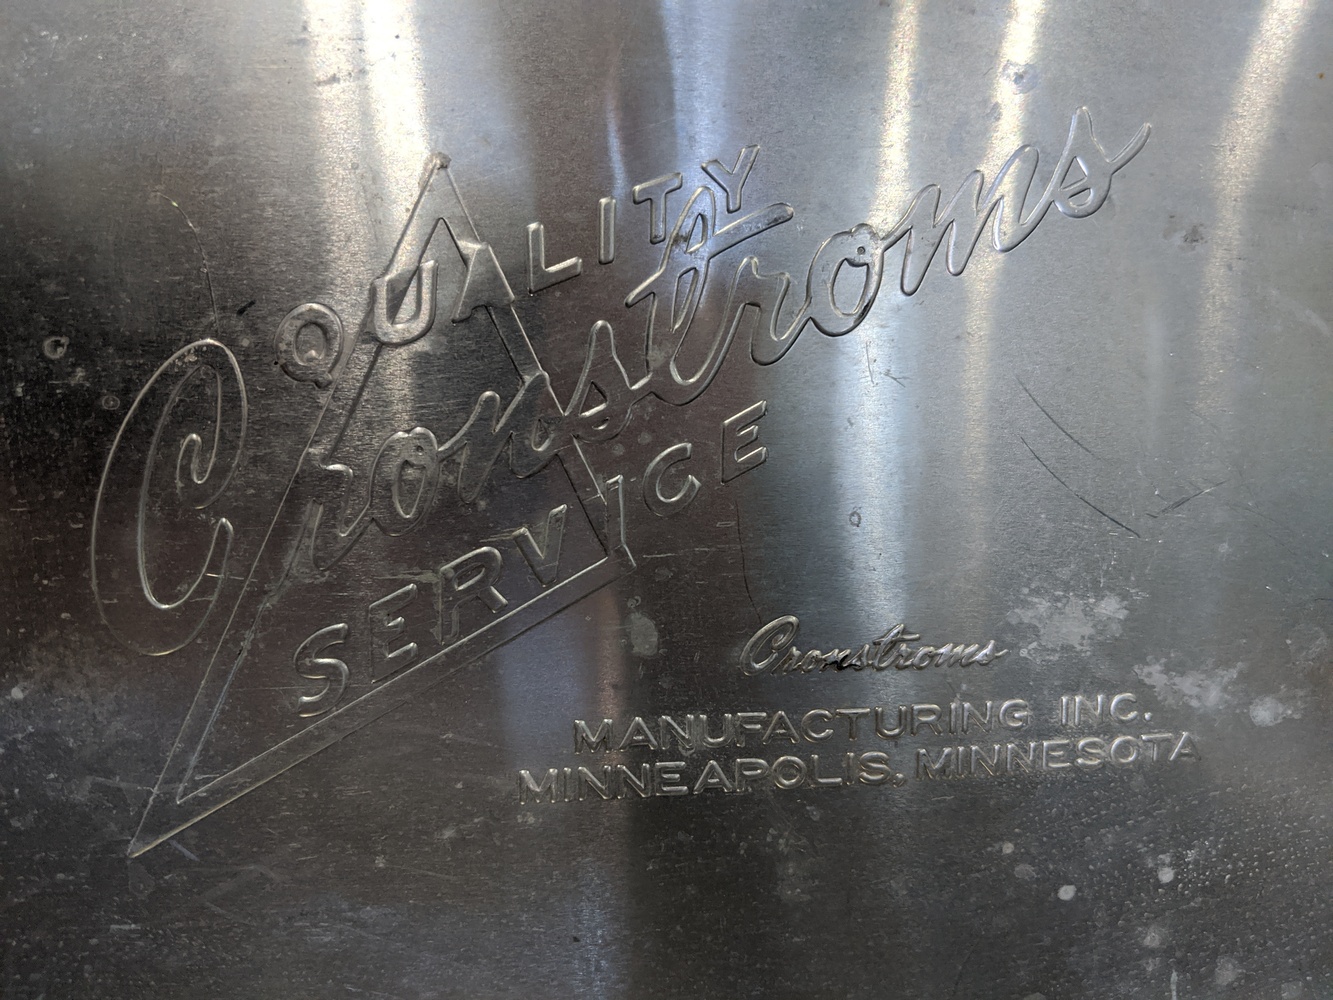 QUALITY
Cronstroms
SERVICE
Cronstroms
MANUFACTURING INC.
MINNEAPOLIS, MINNESOTA